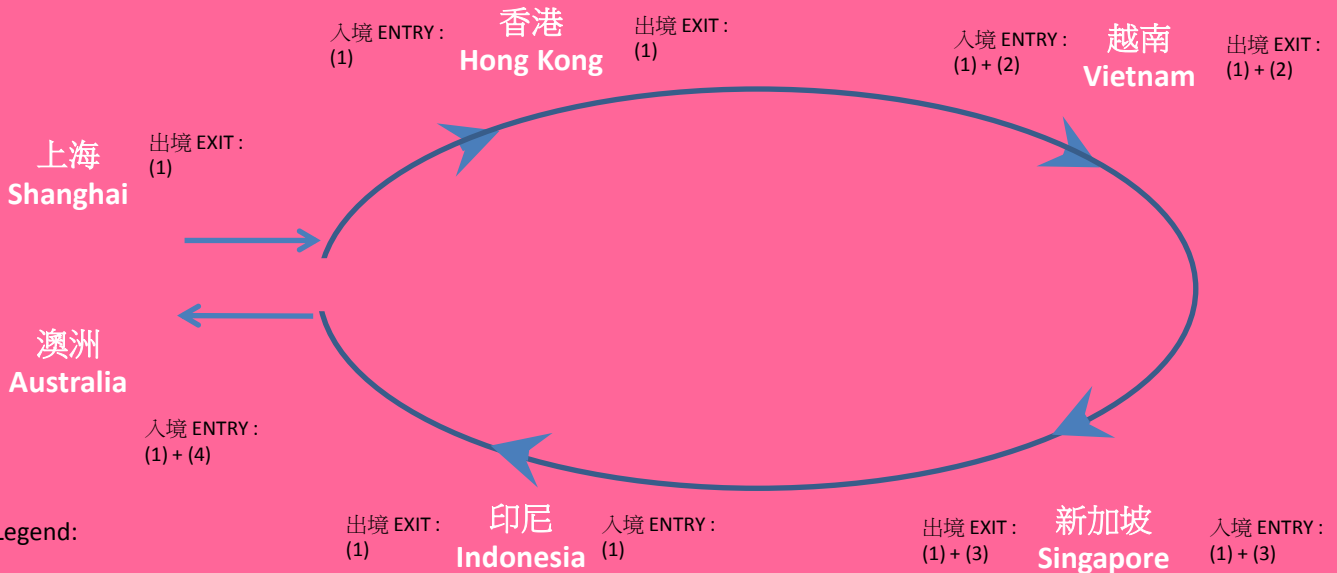 入境 ENTRY :
(1)
香港
Hong Kong
出境 EXIT :
(1)
入境 ENTRY :
(1) + (2)
越南
Vietnam
出境 EXIT :
(1) + (2)
上海
Shanghai
出境 EXIT :
(1)
澳洲
Australia
入境 ENTRY :
(1) + (4)
Legend:
出境 EXIT :
(1)
印尼
Indonesia
入境 ENTRY :
(1)
出境 EXIT :
(1) + (3)
新加坡
Singapore
入境 ENTRY :
(1) + (3)